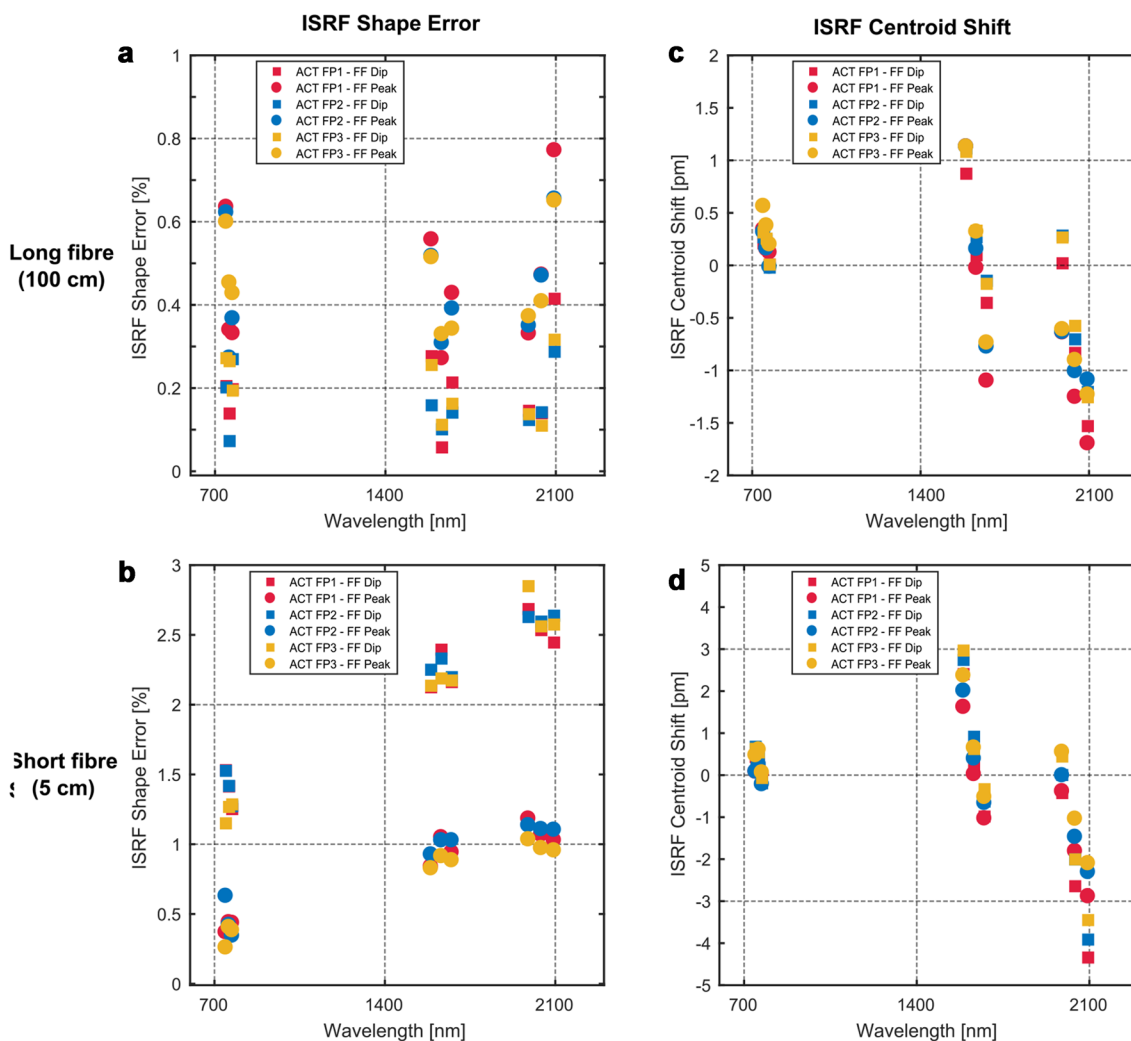 ISRF Shape Error
ISRF Centroid Shift
Long fibre
(100 cm)
a
ACT FP1 - FF Dip
ACT FP1 - FF Peak
ACT FP2 - FF Dip
ACT FP2 - FF Peak
ACT FP3 - FF Dip
ACT FP3 - FF Peak
ISRF Shape Error [%]
1
0.8
0.6
0.4
0.2
0
700
1400
2100
Wavelength [nm]
c
ACT FP1 - FF Dip
ACT FP1 - FF Peak
ACT FP2 - FF Dip
ACT FP2 - FF Peak
ACT FP3 - FF Dip
ACT FP3 - FF Peak
ISRF Centroid Shift [pm]
2
1.5
1
0.5
0
-0.5
-1
-1.5
-2
700
1400
2100
Wavelength [nm]
Short fibre
(5 cm)
b
ACT FP1 - FF Dip
ACT FP1 - FF Peak
ACT FP2 - FF Dip
ACT FP2 - FF Peak
ACT FP3 - FF Dip
ACT FP3 - FF Peak
ISRF Shape Error [%]
3
2.5
2
1.5
1
0.5
0
700
1400
2100
Wavelength [nm]
d
ACT FP1 - FF Dip
ACT FP1 - FF Peak
ACT FP2 - FF Dip
ACT FP2 - FF Peak
ACT FP3 - FF Dip
ACT FP3 - FF Peak
ISRF Centroid Shift [pm]
5
4
3
2
1
0
-1
-2
-3
-4
-5
700
1400
2100
Wavelength [nm]